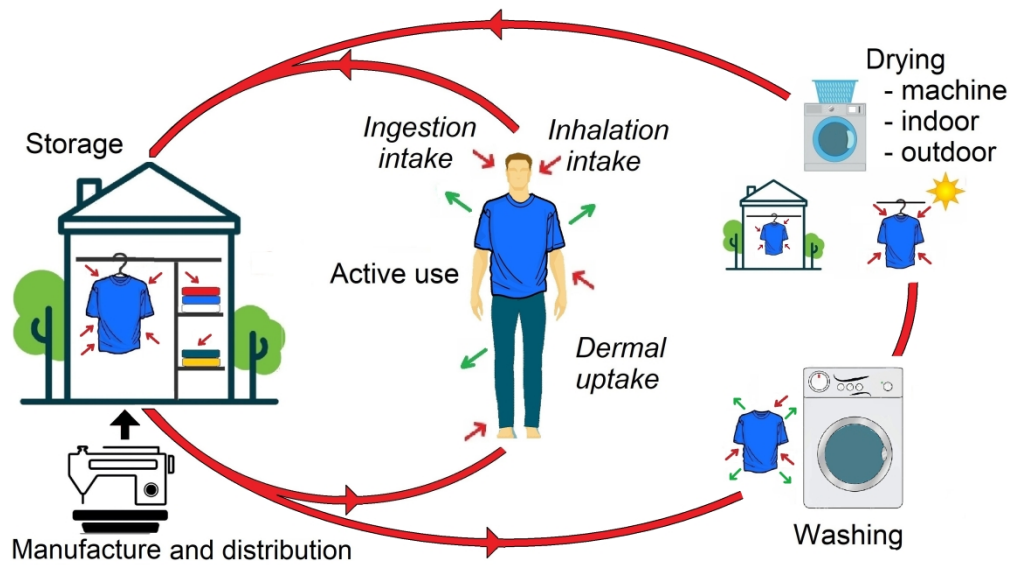 Drying
- machine
- indoor
- outdoor
Storage
Ingestion
intake
Inhalation
intake
Active use
Dermal
uptake
Washing
Manufacture and distribution